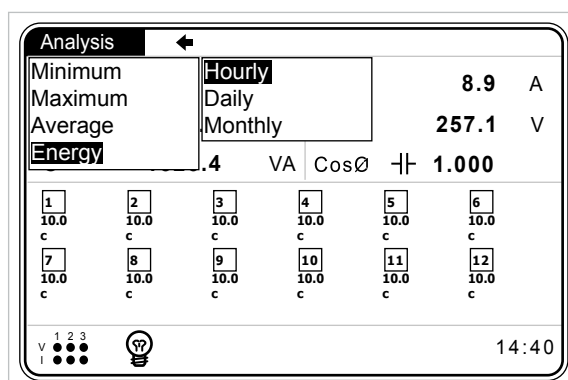 Analysis
Minimum Hourly 8.9 A
Maximum Daily
Average Monthly 257.1 V
Energy .4 VA CosØ 1.000
1 2 3 4 5 6
10.0 10.0 10.0 10.0 10.0 10.0
c c c c c c
7 8 9 10 11 12
10.0 10.0 10.0 10.0 10.0 10.0
c c c c c c
1 2 3
V
I 14:40